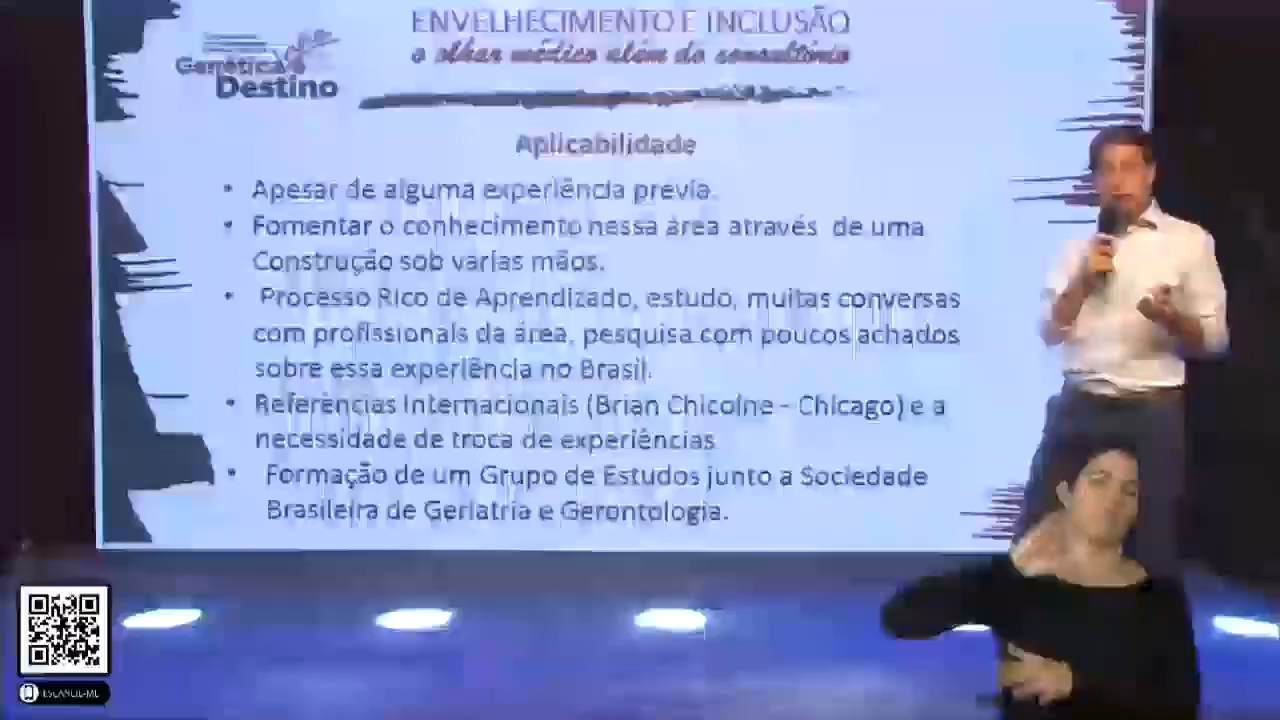 ENVELHECIMENTO E INCLUSÃO
o olhar médico além do consultório
Genética é
Destino
Aplicabilidade
• Apesar de alguma experiência previa.
• Fomentar o conhecimento nessa área através de uma
Construção sob varias mãos.
• Processo Rico de Aprendizado, estudo, muitas conversas
com profissionais da área, pesquisa com poucos achados
sobre essa experiência no Brasil.
• Referências Internacionais (Brian Chicoine - Chicago) e a
necessidade de troca de experiências
• Formação de um Grupo de Estudos junto a Sociedade
Brasileira de Geriatria e Gerontologia.
ESCANEIE-ME